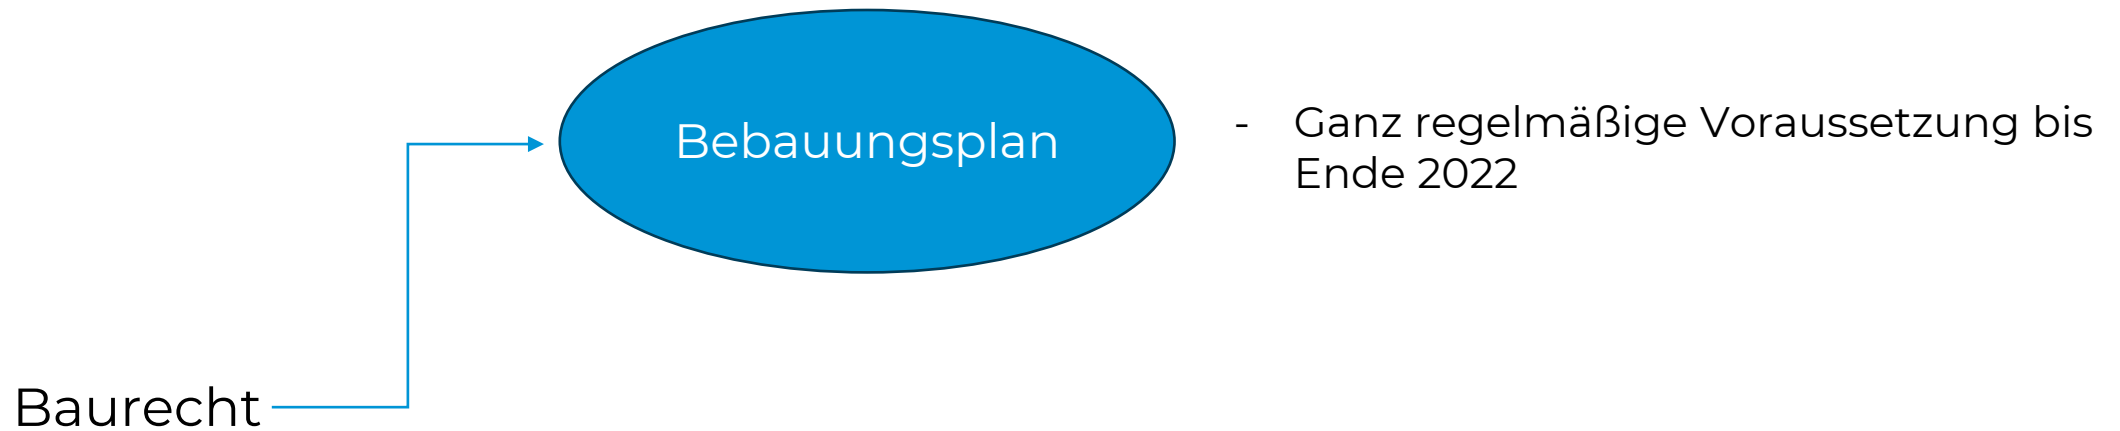 Bebauungsplan
- Ganz regelmäßige Voraussetzung bis
Ende 2022
Baurecht